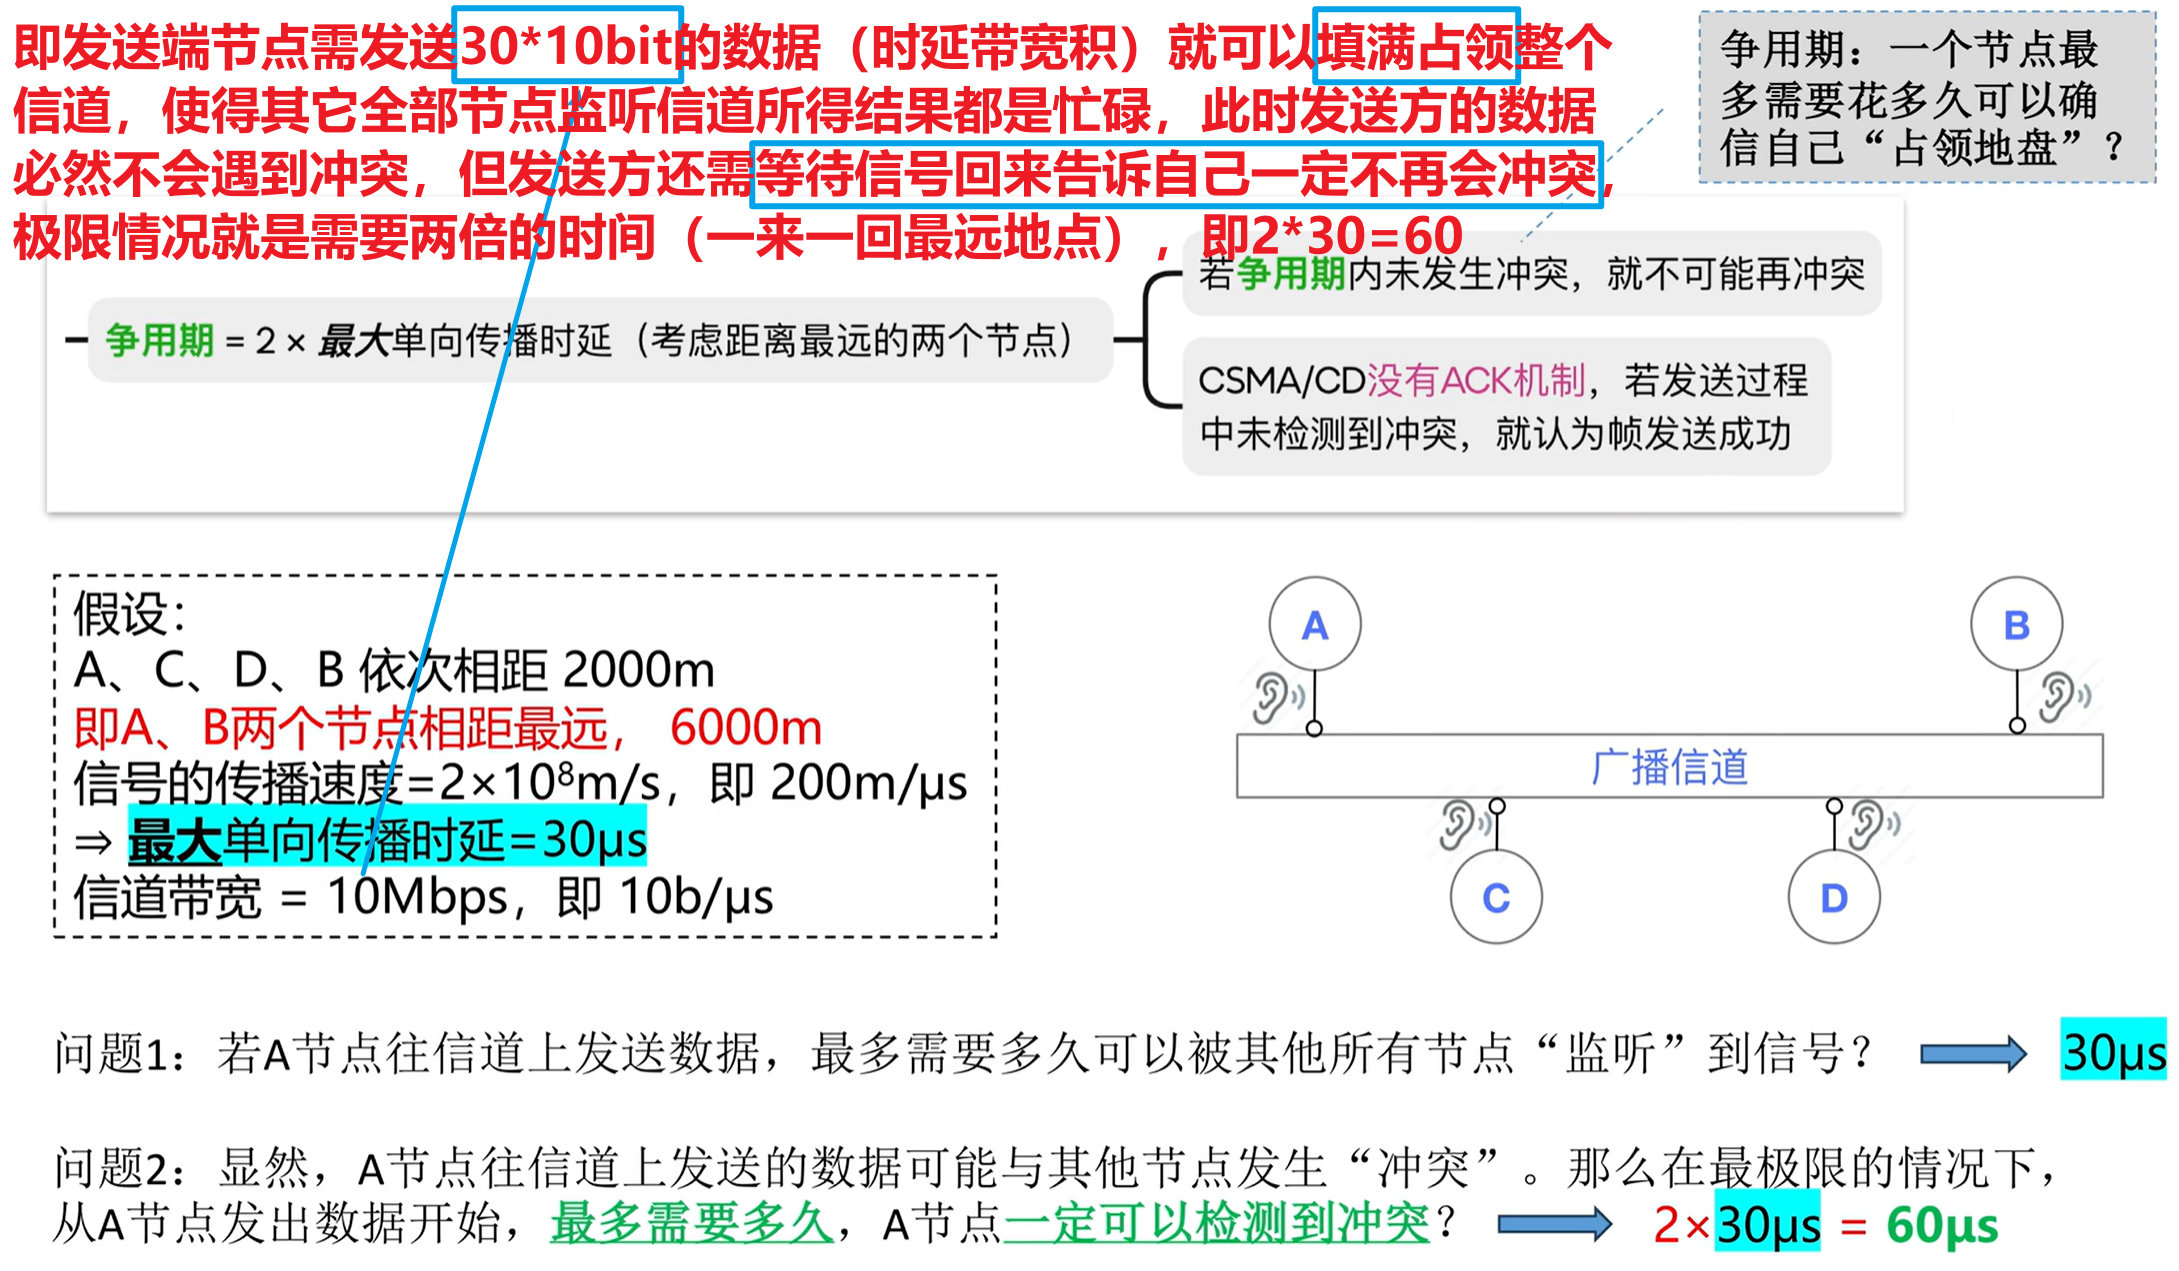 即发送端节点需发送30*10bit的数据（时延带宽积）就可以填满占领整个
信道，使得其它全部节点监听信道所得结果都是忙碌，此时发送方的数据
必然不会遇到冲突，但发送方还需等待信号回来告诉自己一定不再会冲突，
极限情况就是需要两倍的时间（一来一回最远地点），即2*30=60
争用期：一个节点最
多需要花多久可以确
信自己“占领地盘”？
争用期 = 2 × 最大单向传播时延（考虑距离最远的两个节点）
若争用期内未发生冲突，就不可能再冲突
CSMA/CD没有ACK机制，若发送过程
中未检测到冲突，就认为帧发送成功
假设：
A、C、D、B 依次相距 2000m
即A、B两个节点相距最远， 6000m
信号的传播速度=2×10⁸m/s，即 200m/μs
⇒ 最大单向传播时延=30μs
信道带宽 = 10Mbps，即 10b/μs
A
B
广播信道
C
D
问题1：若A节点往信道上发送数据，最多需要多久可以被其他所有节点“监听”到信号？ 30μs
问题2：显然，A节点往信道上发送的数据可能与其他节点发生“冲突”。那么在最极限的情况下，
从A节点发出数据开始，最多需要多久，A节点一定可以检测到冲突？ 2×30μs = 60μs